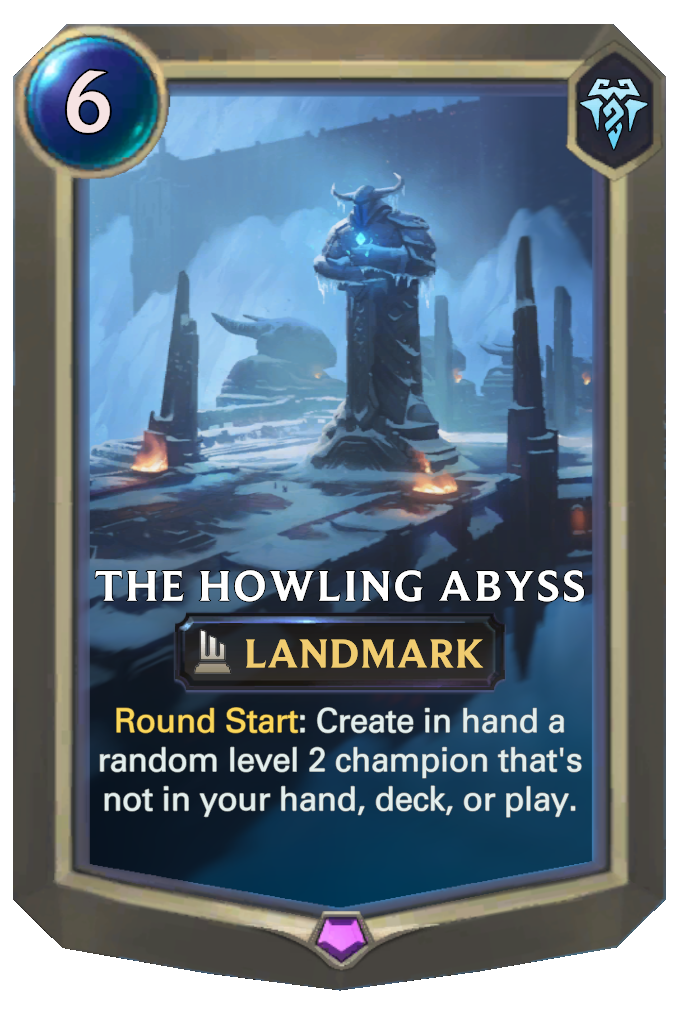 6
THE HOWLING ABYSS
LANDMARK
Round Start: Create in hand a
random level 2 champion that's
not in your hand, deck, or play.